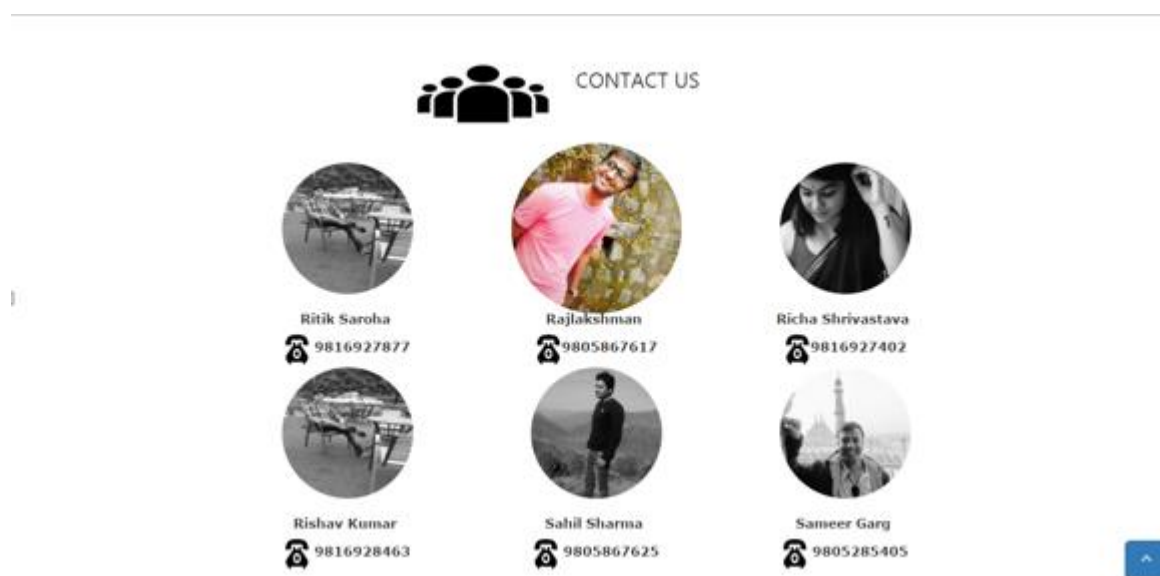 CONTACT US
Ritik Saroha
Rajlakshman
Richa Shrivastava
9816927877
9805867617
9816927402
Rishav Kumar
Sahil Sharma
Sameer Garg
9816928463
9805867625
9805285405